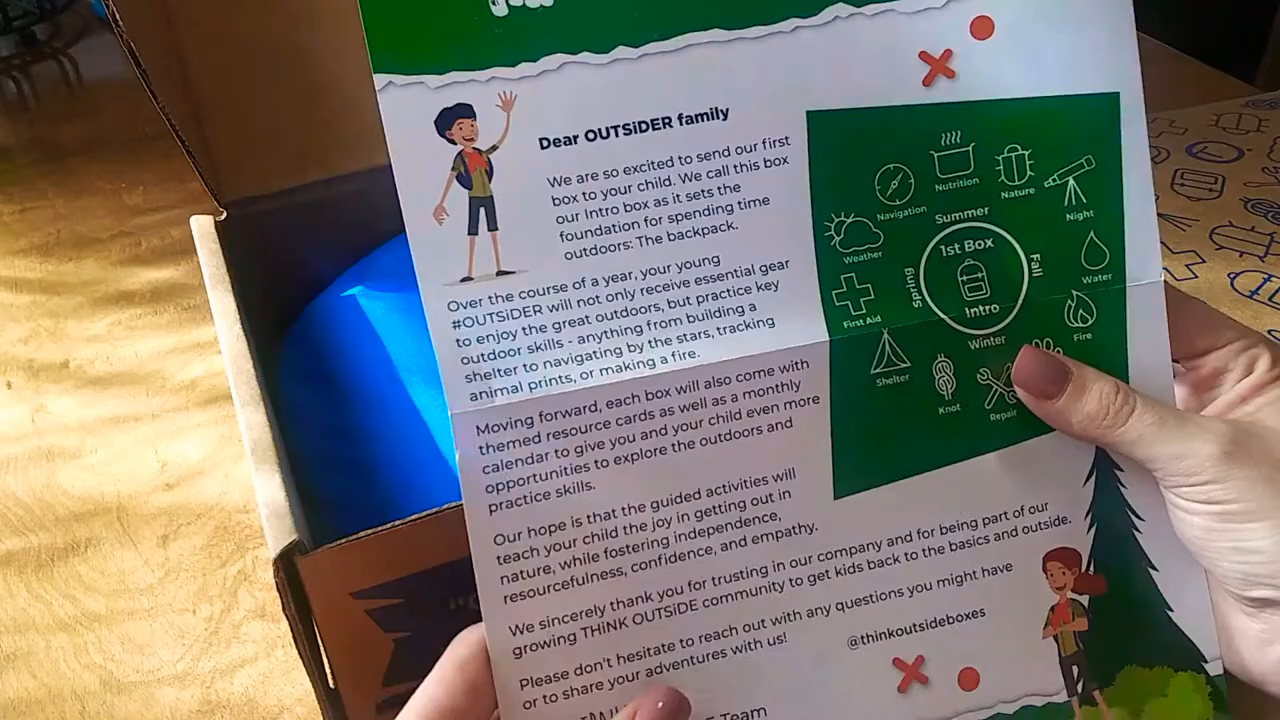 Dear OUTSiDER family
We are so excited to send our first
box to your child. We call this box
our Intro box as it sets the
foundation for spending time
outdoors: The backpack.
Over the course of a year, your young
#OUTSiDER will not only receive essential gear
to enjoy the great outdoors, but practice key
outdoor skills - anything from building a
shelter to navigating by the stars, tracking
animal prints, or making a fire.
Moving forward, each box will also come with
themed resource cards as well as a monthly
calendar to give you and your child even more
opportunities to explore the outdoors and
practice skills.
Our hope is that the guided activities will
teach your child the joy in getting out in
nature, while fostering independence,
resourcefulness, confidence, and empathy.
We sincerely thank you for trusting in our company and for being part of our
growing THiNK OUTSiDE community to get kids back to the basics and outside.
Please don't hesitate to reach out with any questions you might have
or to share your adventures with us!
@thinkoutsideboxes
Team
Nutrition
Nature
Navigation
Night
Summer
Weather
1st Box
Spring
Fall
Water
First Aid
Intro
Winter
Fire
Shelter
Knot
Repair